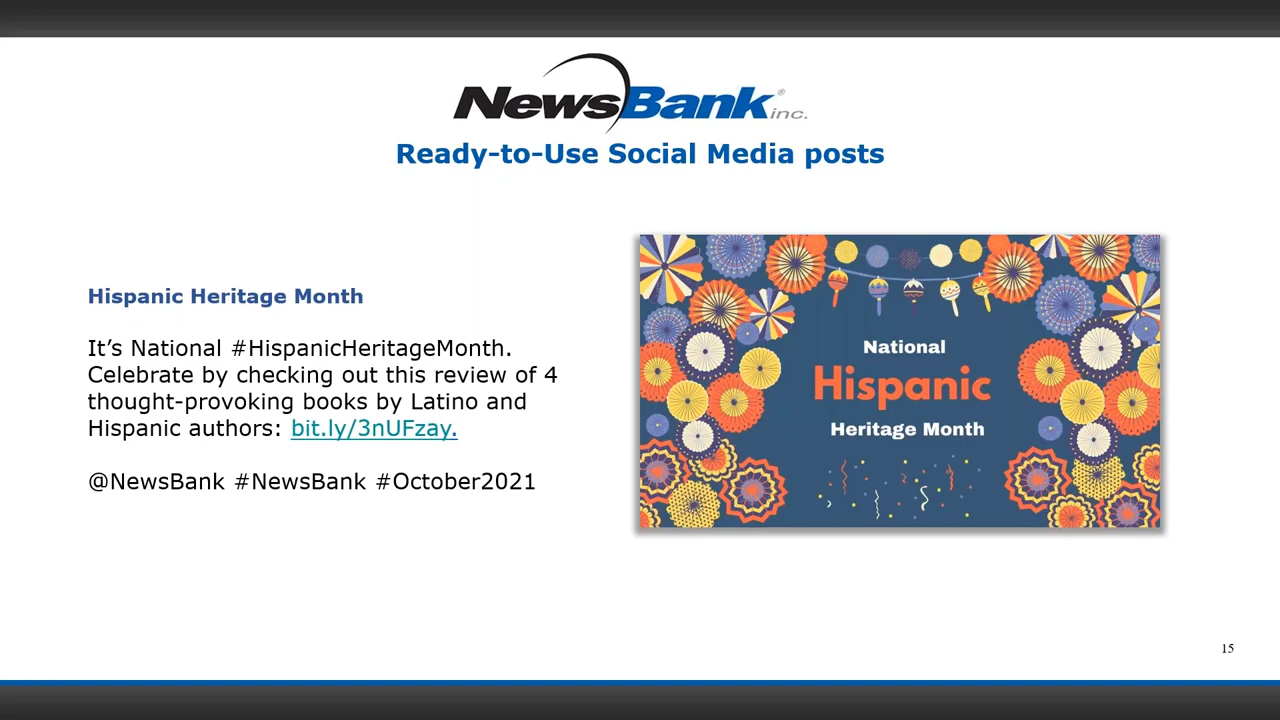 NewsBank® inc.
Ready-to-Use Social Media posts
Hispanic Heritage Month
It’s National #HispanicHeritageMonth.
Celebrate by checking out this review of 4
thought-provoking books by Latino and
Hispanic authors: bit.ly/3nUFzay.
@NewsBank #NewsBank #October2021
National
Hispanic
Heritage Month
15